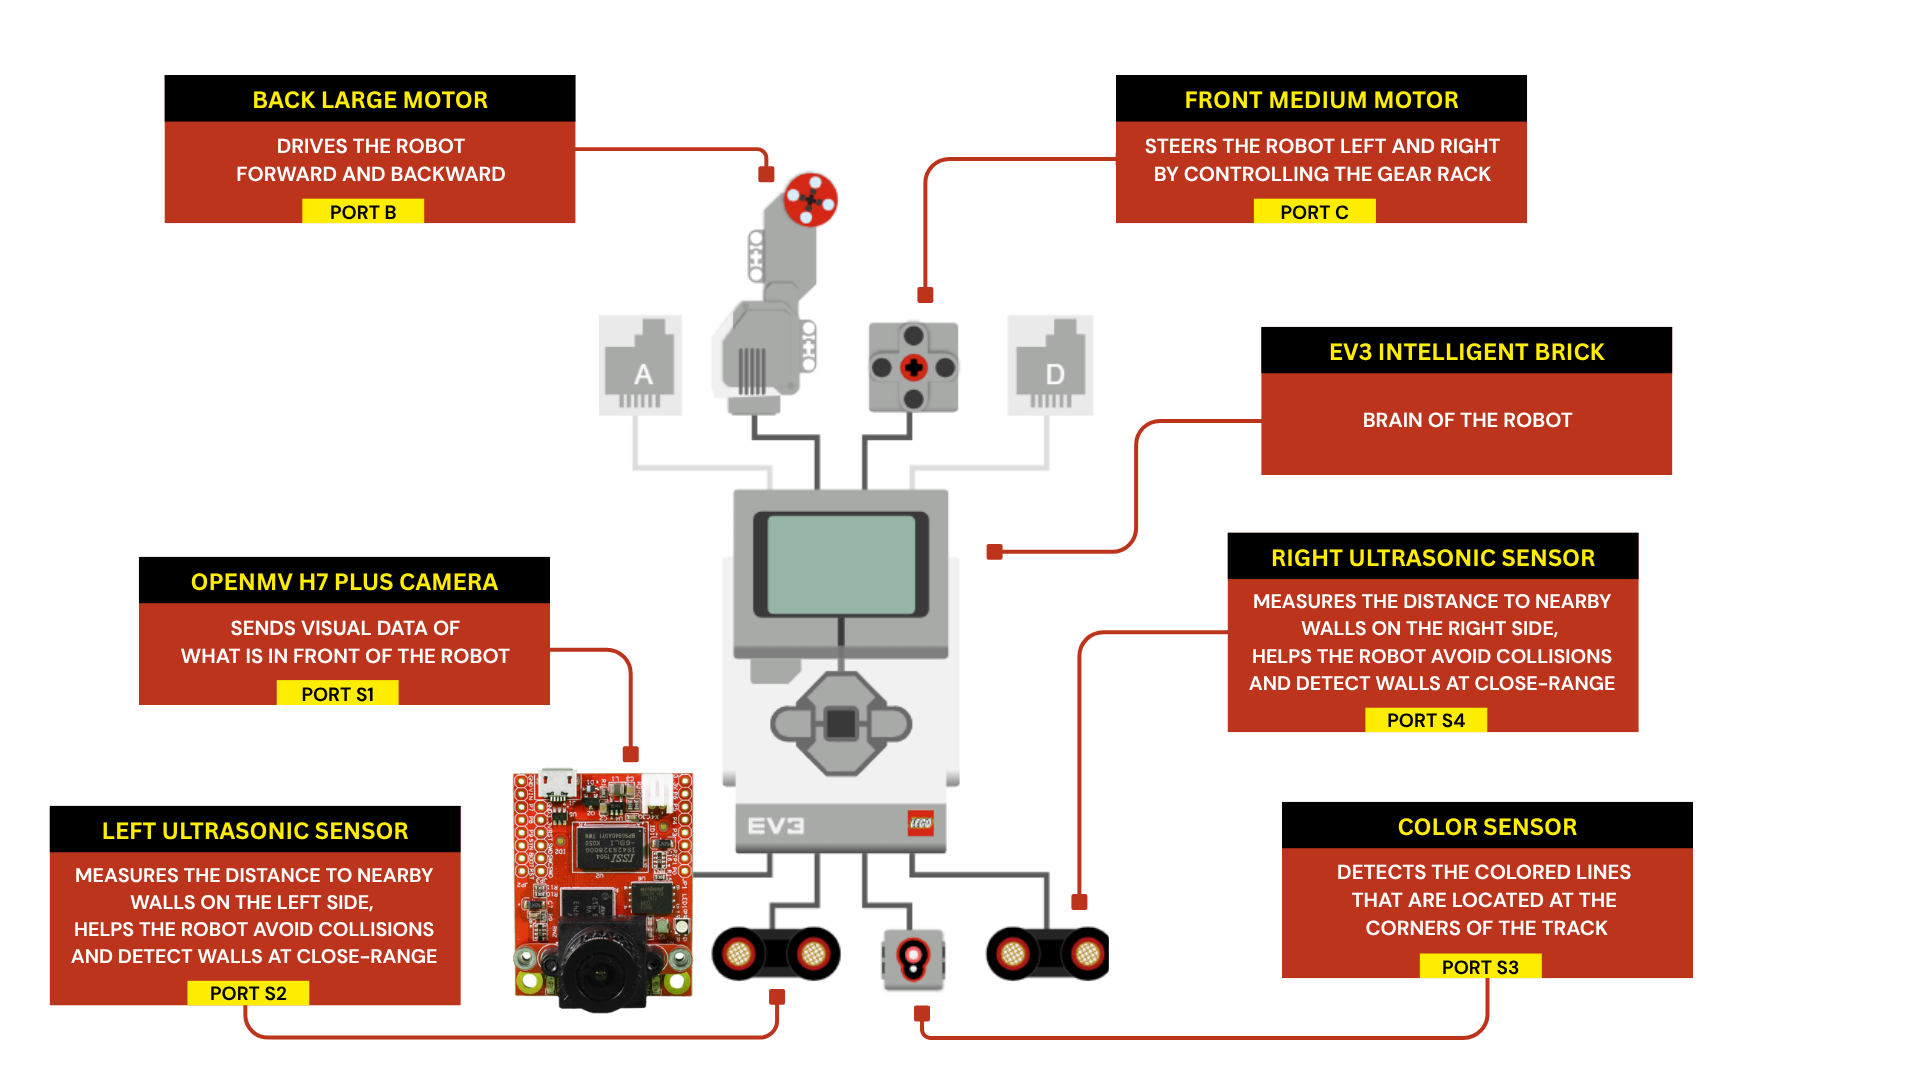 BACK LARGE MOTOR
DRIVES THE ROBOT
FORWARD AND BACKWARD
PORT B
FRONT MEDIUM MOTOR
STEERS THE ROBOT LEFT AND RIGHT
BY CONTROLLING THE GEAR RACK
PORT C
A
D
EV3 INTELLIGENT BRICK
BRAIN OF THE ROBOT
OPENMV H7 PLUS CAMERA
SENDS VISUAL DATA OF
WHAT IS IN FRONT OF THE ROBOT
PORT S1
RIGHT ULTRASONIC SENSOR
MEASURES THE DISTANCE TO NEARBY
WALLS ON THE RIGHT SIDE,
HELPS THE ROBOT AVOID COLLISIONS
AND DETECT WALLS AT CLOSE-RANGE
PORT S4
EV3
LEGO
ISSI
LEFT ULTRASONIC SENSOR
MEASURES THE DISTANCE TO NEARBY
WALLS ON THE LEFT SIDE,
HELPS THE ROBOT AVOID COLLISIONS
AND DETECT WALLS AT CLOSE-RANGE
PORT S2
COLOR SENSOR
DETECTS THE COLORED LINES
THAT ARE LOCATED AT THE
CORNERS OF THE TRACK
PORT S3